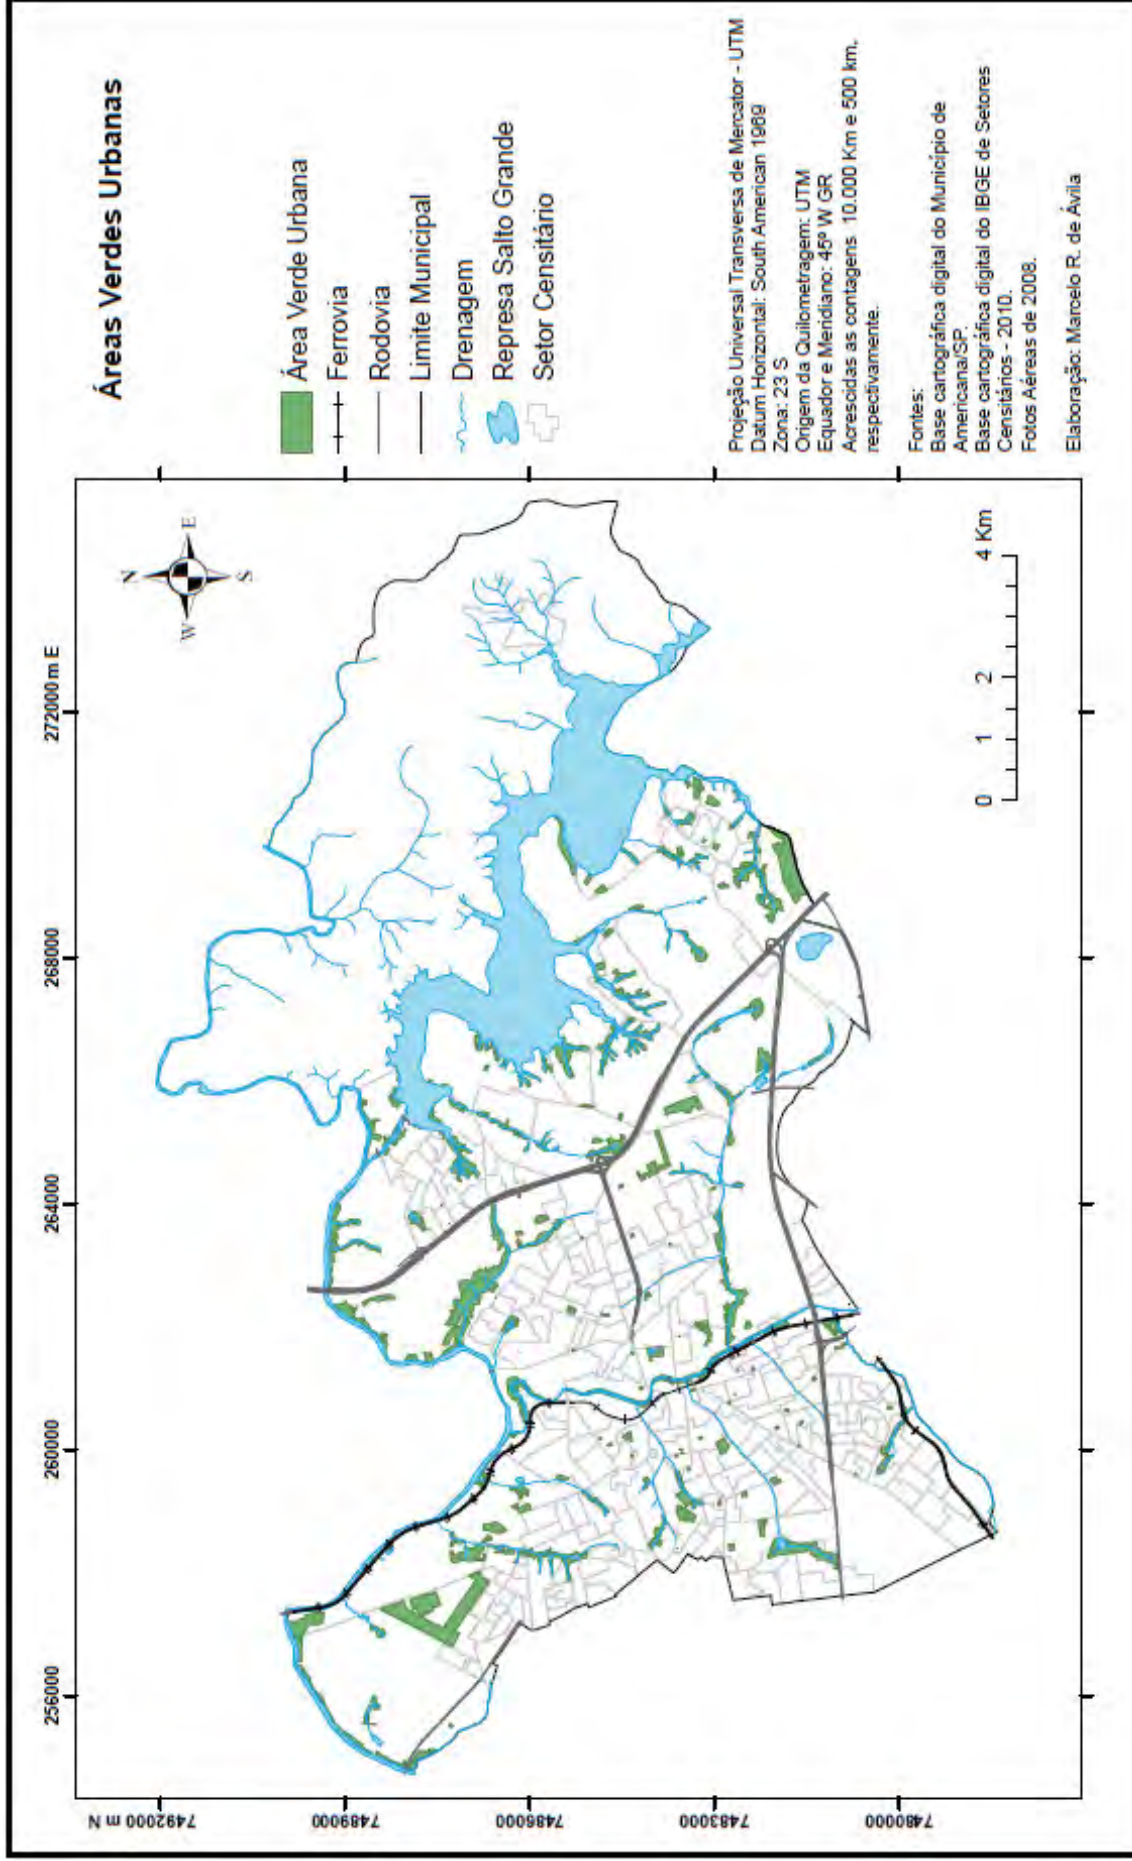 Áreas Verdes Urbanas
Área Verde Urbana
Ferrovia
Rodovia
Limite Municipal
Drenagem
Represa Salto Grande
Setor Censitário
Projeção Universal Transversa de Mercator - UTM
Datum Horizontal: South American 1969
Zona: 23 S
Origem da Quilometragem: UTM
Equador e Meridiano: 45º W GR
Acrescidas as contagens 10.000 Km e 500 km,
respectivamente.
Fontes:
Base cartográfica digital do Município de
Americana/SP.
Base cartográfica digital do IBGE de Setores
Censitários - 2010.
Fotos Aéreas de 2008.
Elaboração: Marcelo R. de Ávila
256000
260000
264000
268000
272000 m E
7492000 m N
7489000
7486000
7483000
7480000
N
W
E
S
0 1 2 4 Km